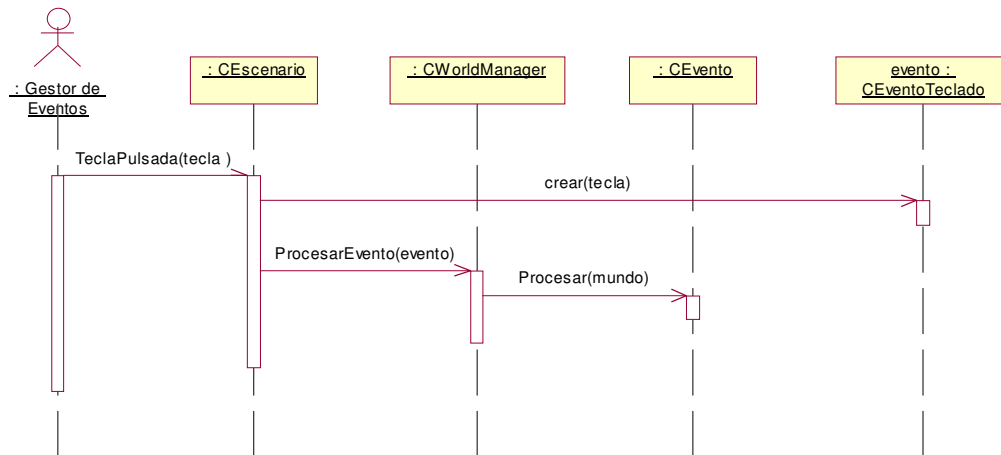 : Gestor de
Eventos
: CEscenario
: CWorldManager
: CEvento
evento :
CEventoTeclado
TeclaPulsada(tecla )
crear(tecla)
ProcesarEvento(evento)
Procesar(mundo)